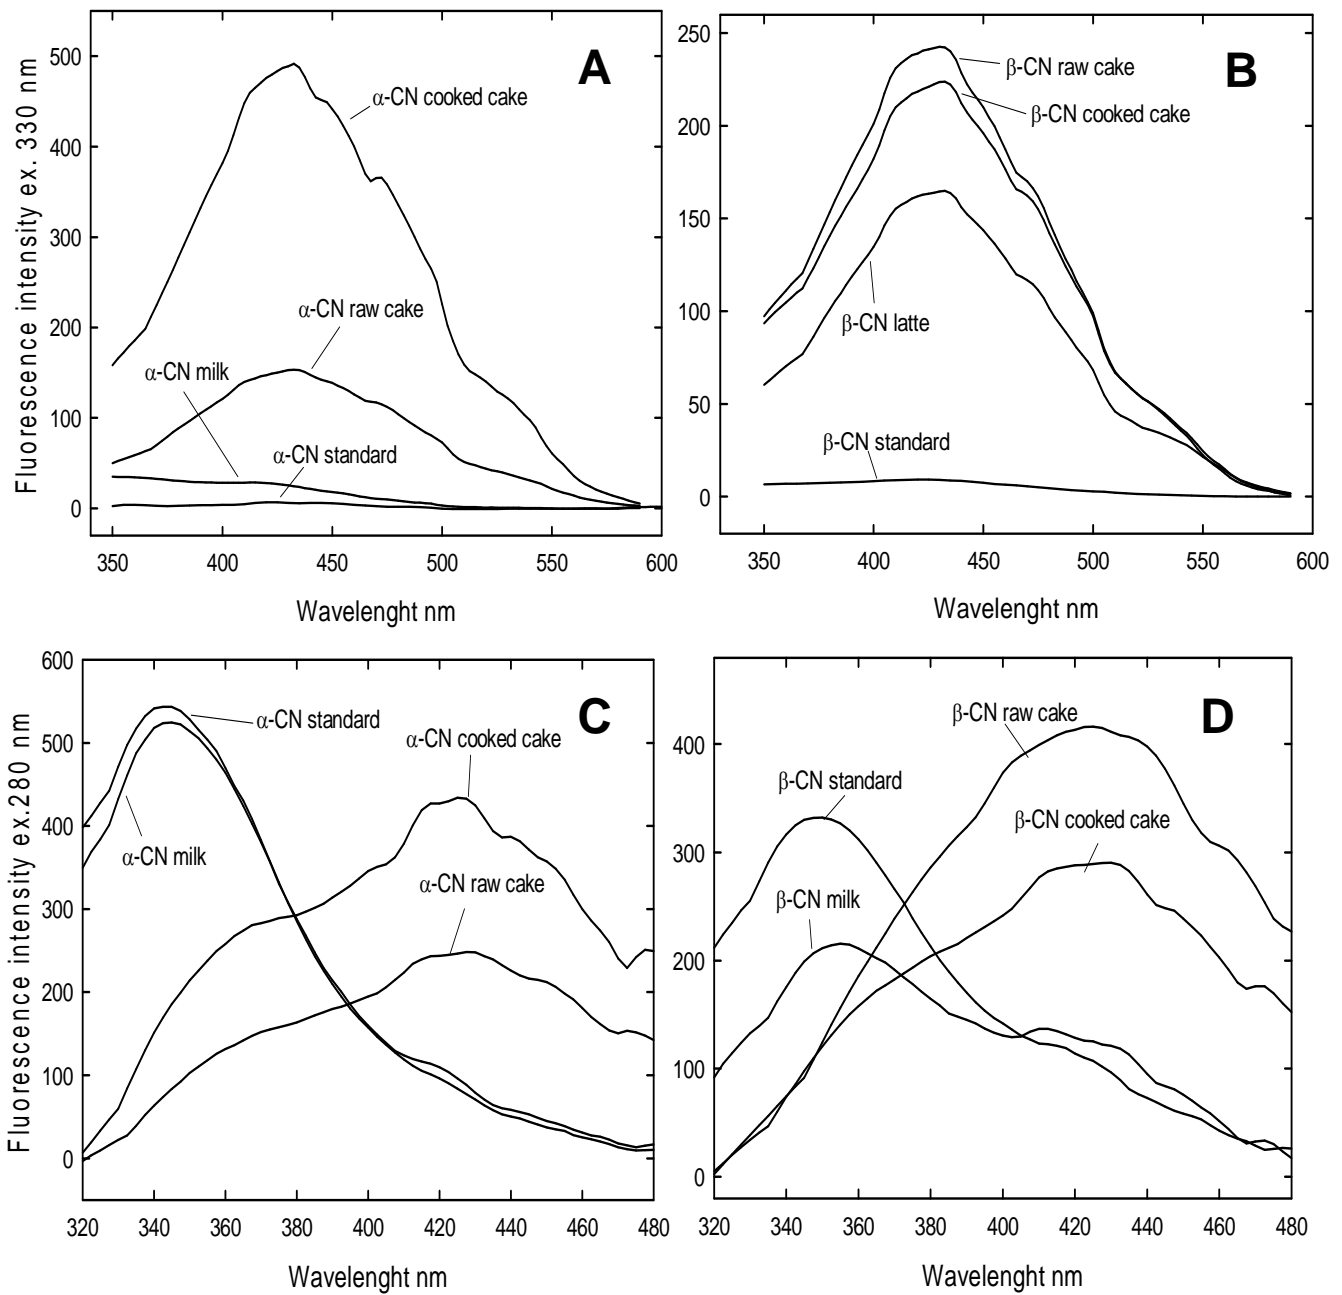 A
Fluorescence intensity ex. 330 nm
500
400
300
200
100
0
α-CN cooked cake
α-CN raw cake
α-CN milk
α-CN standard
350
400
450
500
550
600
Wavelenght nm
B
250
200
150
100
50
0
β-CN raw cake
β-CN cooked cake
β-CN latte
β-CN standard
350
400
450
500
550
600
Wavelenght nm
C
Fluorescence intensity ex.280 nm
600
500
400
300
200
100
0
α-CN standard
α-CN cooked cake
α-CN milk
α-CN raw cake
320
340
360
380
400
420
440
460
480
Wavelenght nm
D
400
300
200
100
0
β-CN raw cake
β-CN standard
β-CN cooked cake
β-CN milk
320
340
360
380
400
420
440
460
480
Wavelenght nm